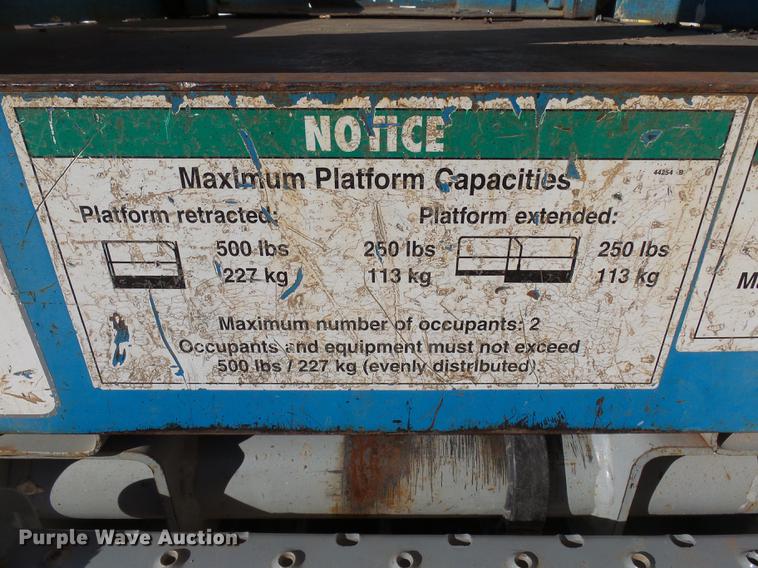 NOTICE
Maximum Platform Capacities
44254 B
Platform retracted:
500 lbs
227 kg
Platform extended:
250 lbs
113 kg
250 lbs
113 kg
Maximum number of occupants: 2
Occupants and equipment must not exceed
500 lbs / 227 kg (evenly distributed)
Purple Wave Auction